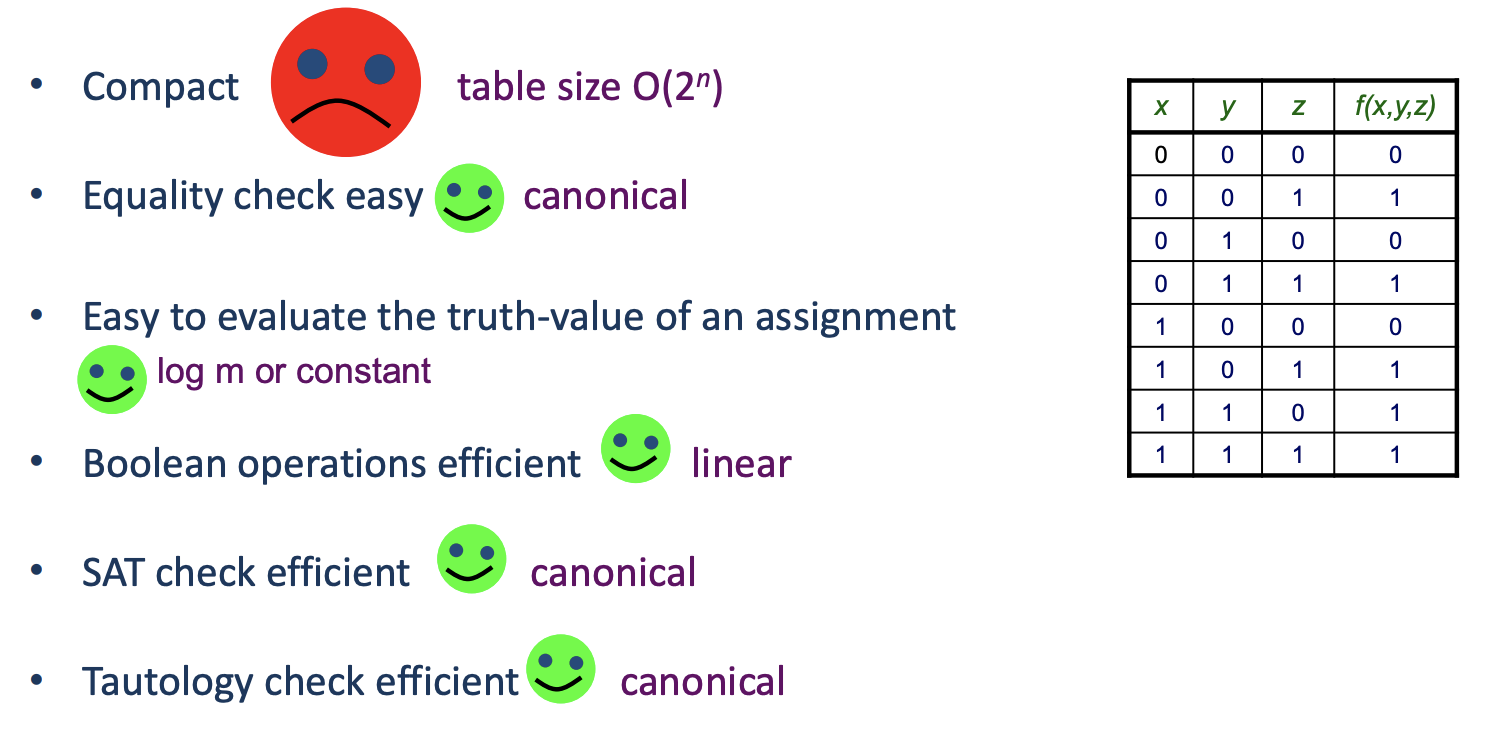 • Compact table size O(2ⁿ)
• Equality check easy canonical
• Easy to evaluate the truth-value of an assignment
log m or constant
• Boolean operations efficient linear
• SAT check efficient canonical
• Tautology check efficient canonical
x y z f(x,y,z)
0 0 0 0
0 0 1 1
0 1 0 0
0 1 1 1
1 0 0 0
1 0 1 1
1 1 0 1
1 1 1 1